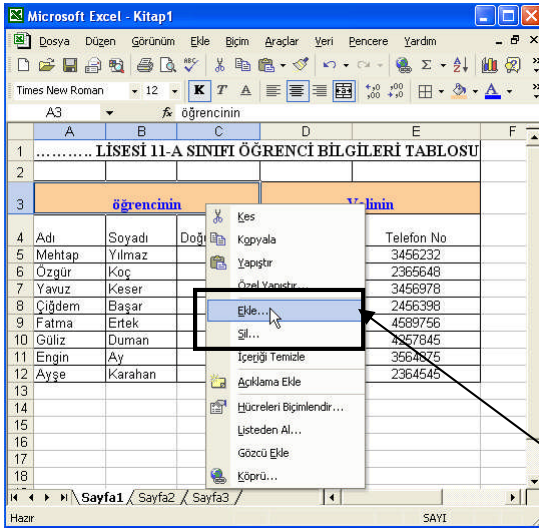 Microsoft Excel - Kitap1
Dosya Düzen Görünüm Ekle Biçim Araçlar Veri Pencere Yardım
Times New Roman 12 K T A
A3 fx öğrencinin
A B C D E F
1 ……….. LİSESİ 11-A SINIFI ÖĞRENCİ BİLGİLERİ TABLOSU
2
3 öğrencinin
4 Adı Soyadı Telefon No
5 Mehtap Yılmaz 3456232
6 Özgür Koç 2365648
7 Yavuz Keser 3456978
8 Çiğdem Başar 2456398
9 Fatma Ertek 4589756
10 Güliz Duman 4257845
11 Engin Ay 3564875
12 Ayşe Karahan 2364545
13
14
15
16
17
18
Kes
Kopyala
Yapıştır
Özel Yapıştır...
Ekle...
Sil...
İçeriği Temizle
Açıklama Ekle
Hücreleri Biçimlendir...
Listeden Al...
Gözcü Ekle
Köprü...
Sayfa1 Sayfa2 Sayfa3
Hazır SAYI